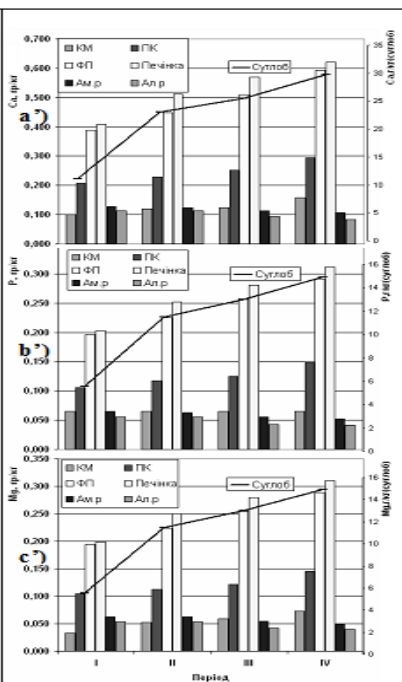 КМ ПК
ФП Печінка
Ам.р Ал.р
Суглоб
0,700
0,600
0,500
0,400
0,300
0,200
0,100
0,000
35
30
25
20
15
10
5
0
а')
КМ ПК
ФП Печінка
Ам.р Ал.р
Суглоб
Р, гр/кг
0,300
0,250
0,200
0,150
0,100
0,050
0,000
16
14
12
10
8
6
4
2
0
b')
КМ ПК
ФП Печінка
Ам.р Ал.р
Суглоб
Mg, гр/кг
0,350
0,300
0,250
0,200
0,150
0,100
0,050
0,000
16
14
12
10
8
6
4
2
0
c')
I II III IV
Період